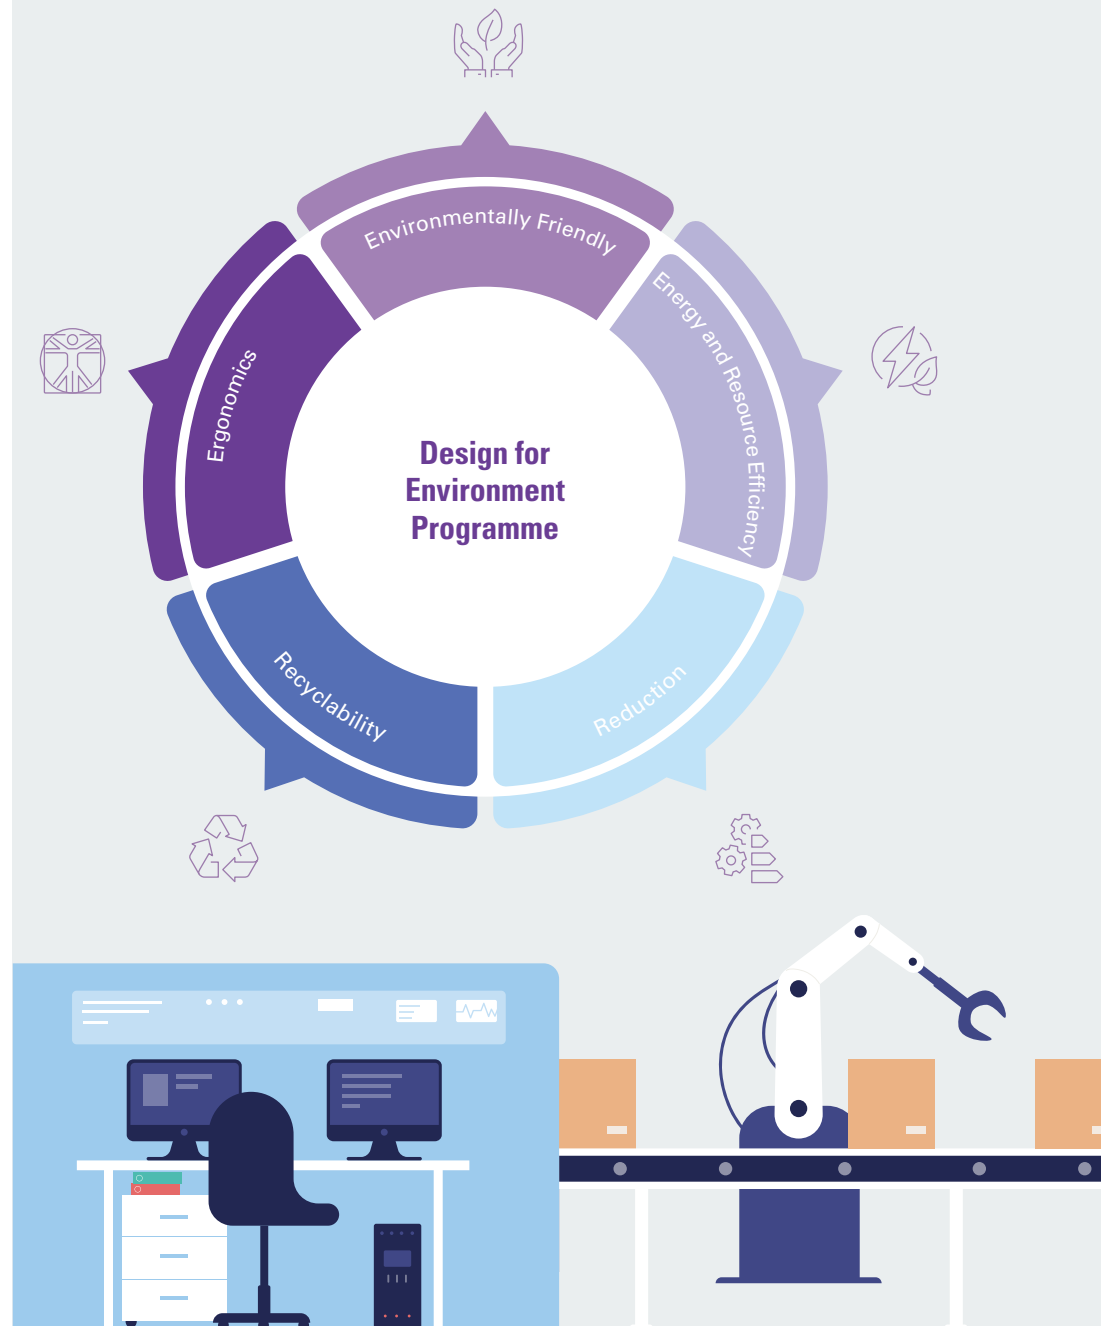 Environmentally Friendly
Energy and Resource Efficiency
Ergonomics
Design for
Environment
Programme
Recyclability
Reduction